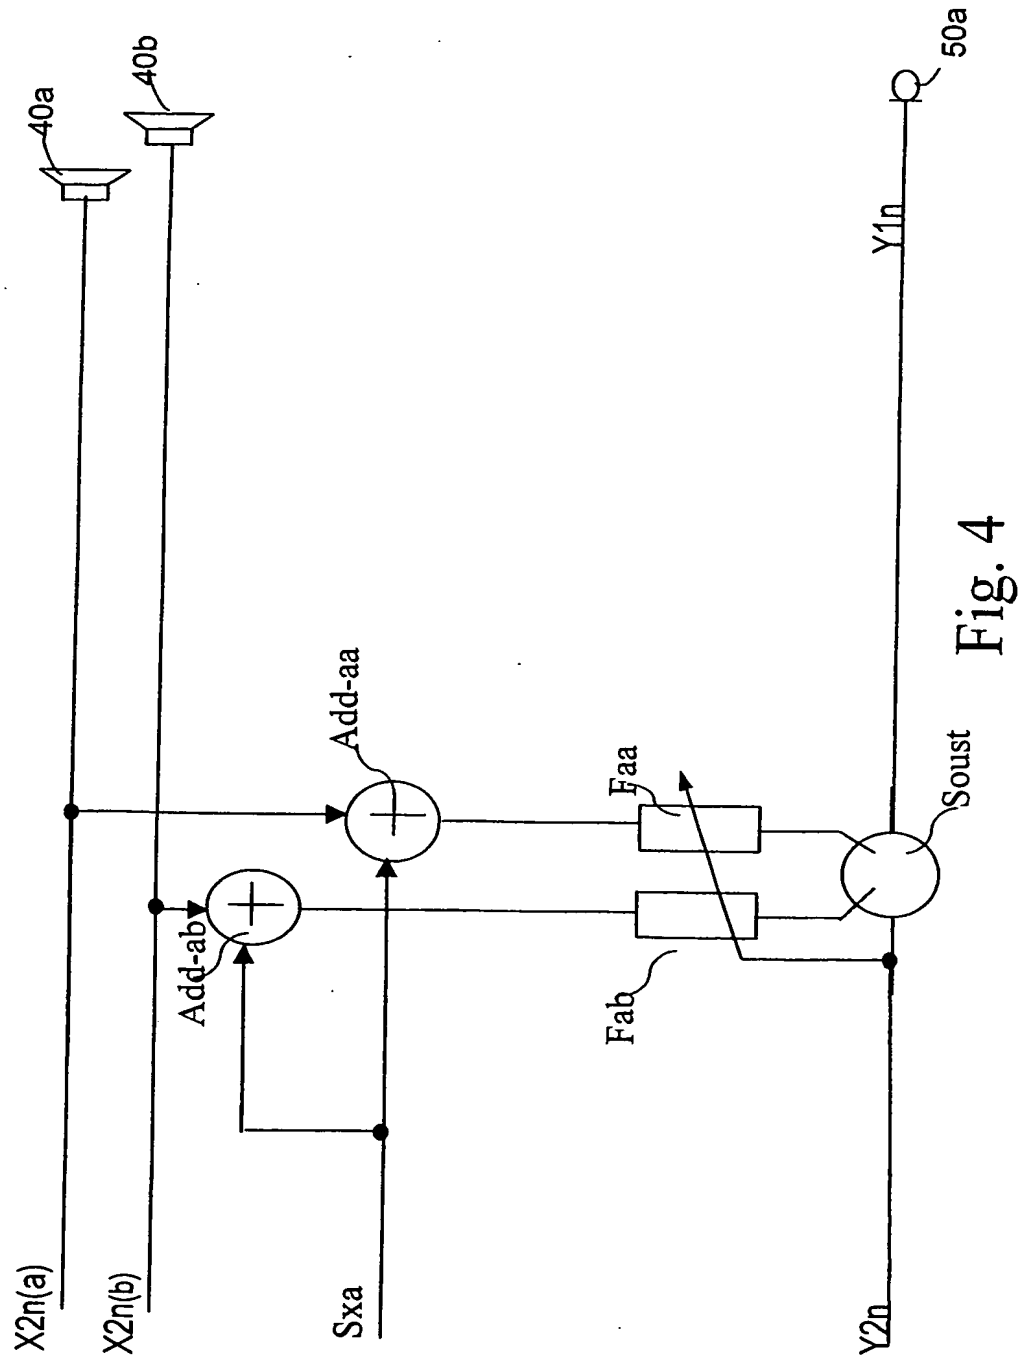 40a
40b
X2n(a)
X2n(b)
Add-ab
Add-aa
Sxa
Fab
Faa
Y1n
50a
Y2n
Soust
Fig. 4